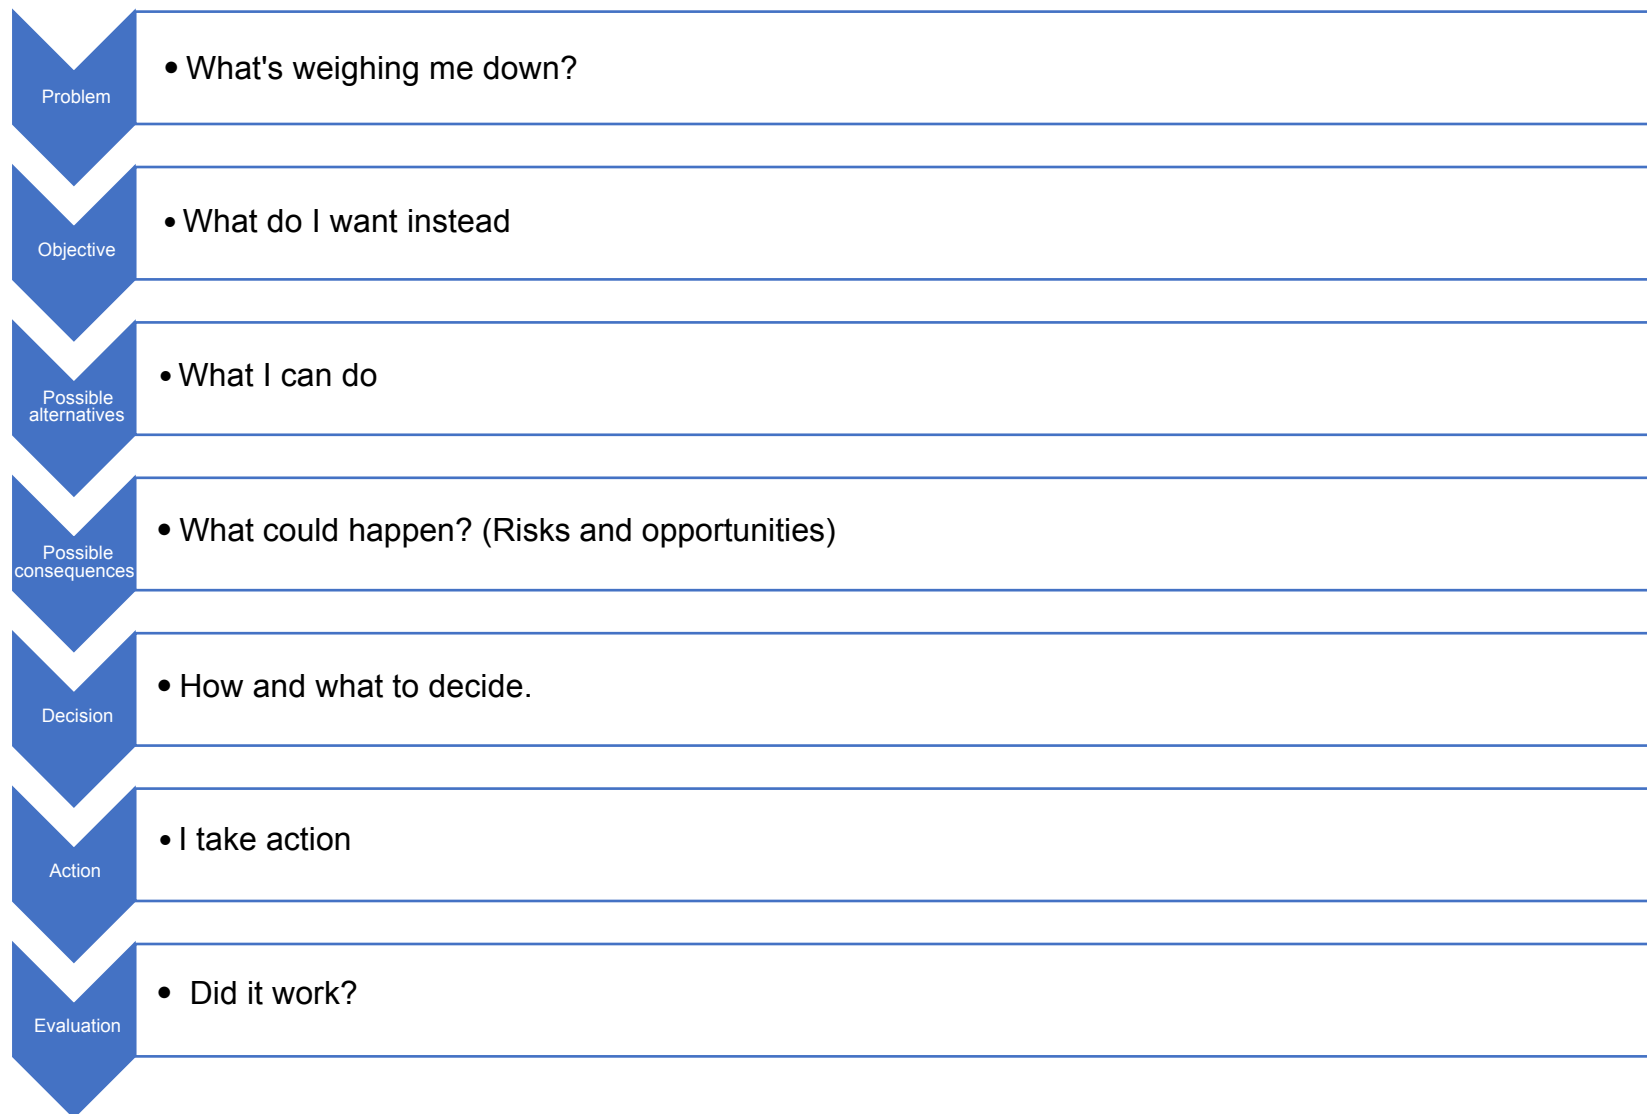 Problem
• What's weighing me down?
Objective
• What do I want instead
Possible
alternatives
• What I can do
Possible
consequences
• What could happen? (Risks and opportunities)
Decision
• How and what to decide.
Action
• I take action
Evaluation
• Did it work?